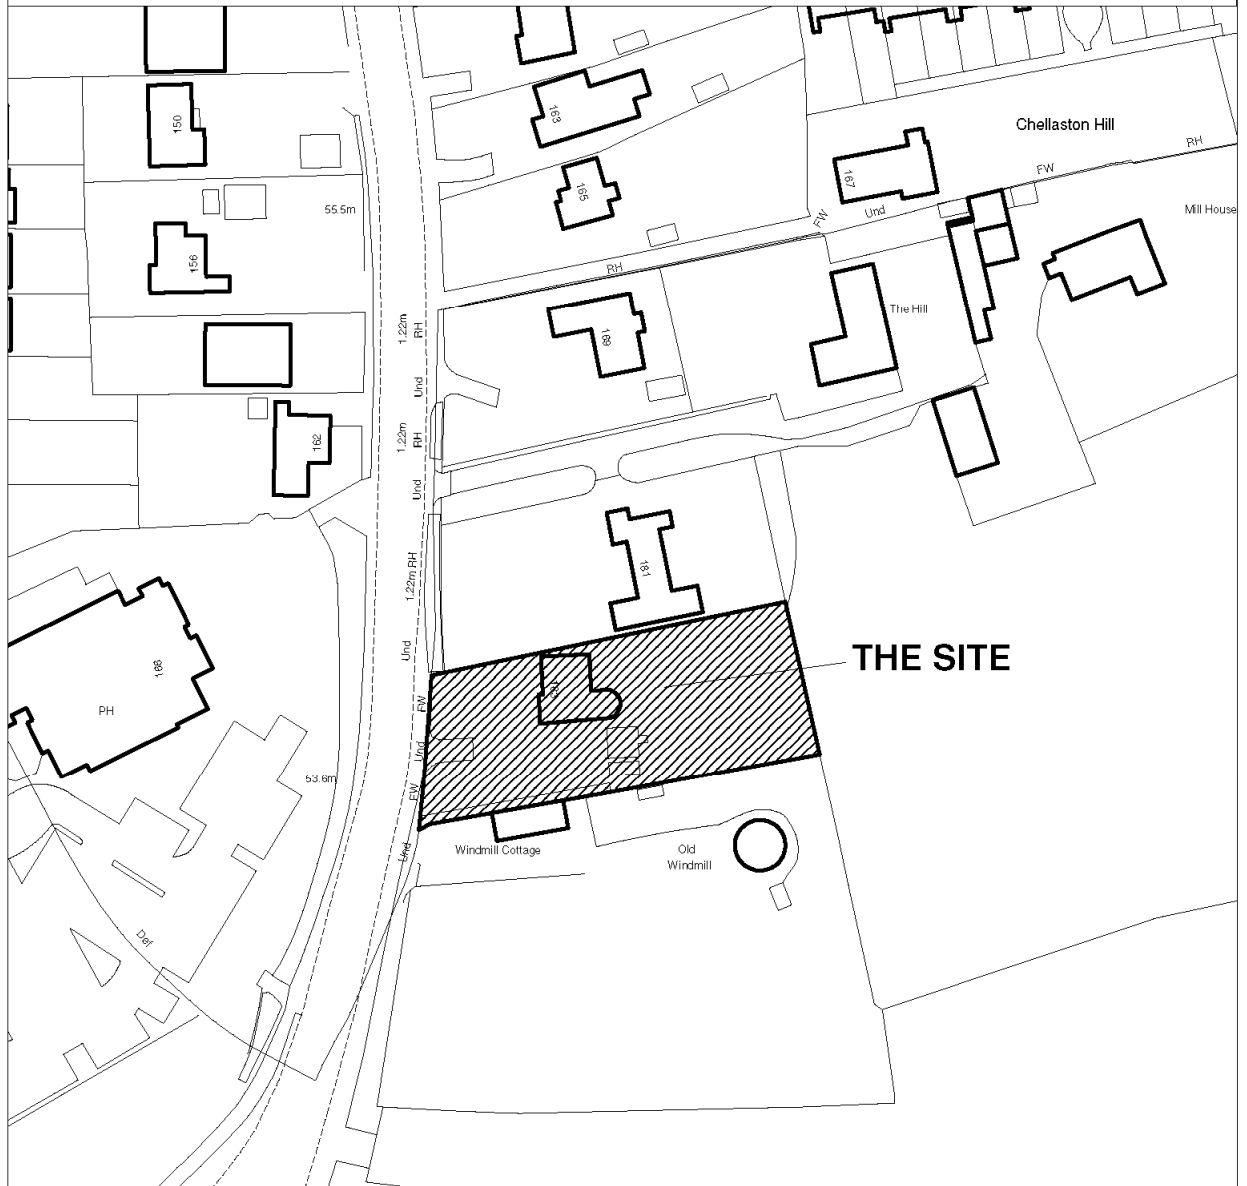 150
163
Chellaston Hill
RH
FW
167
165
Und
FW
Mill House
55.5m
156
RH
The Hill
1.22m
RH
169
Und
162
1.22m
RH
Und
181
1.22m RH
Und
THE SITE
168
PH
FW
Und
53.6m
FW
Und
Windmill Cottage
Old
Windmill
Def